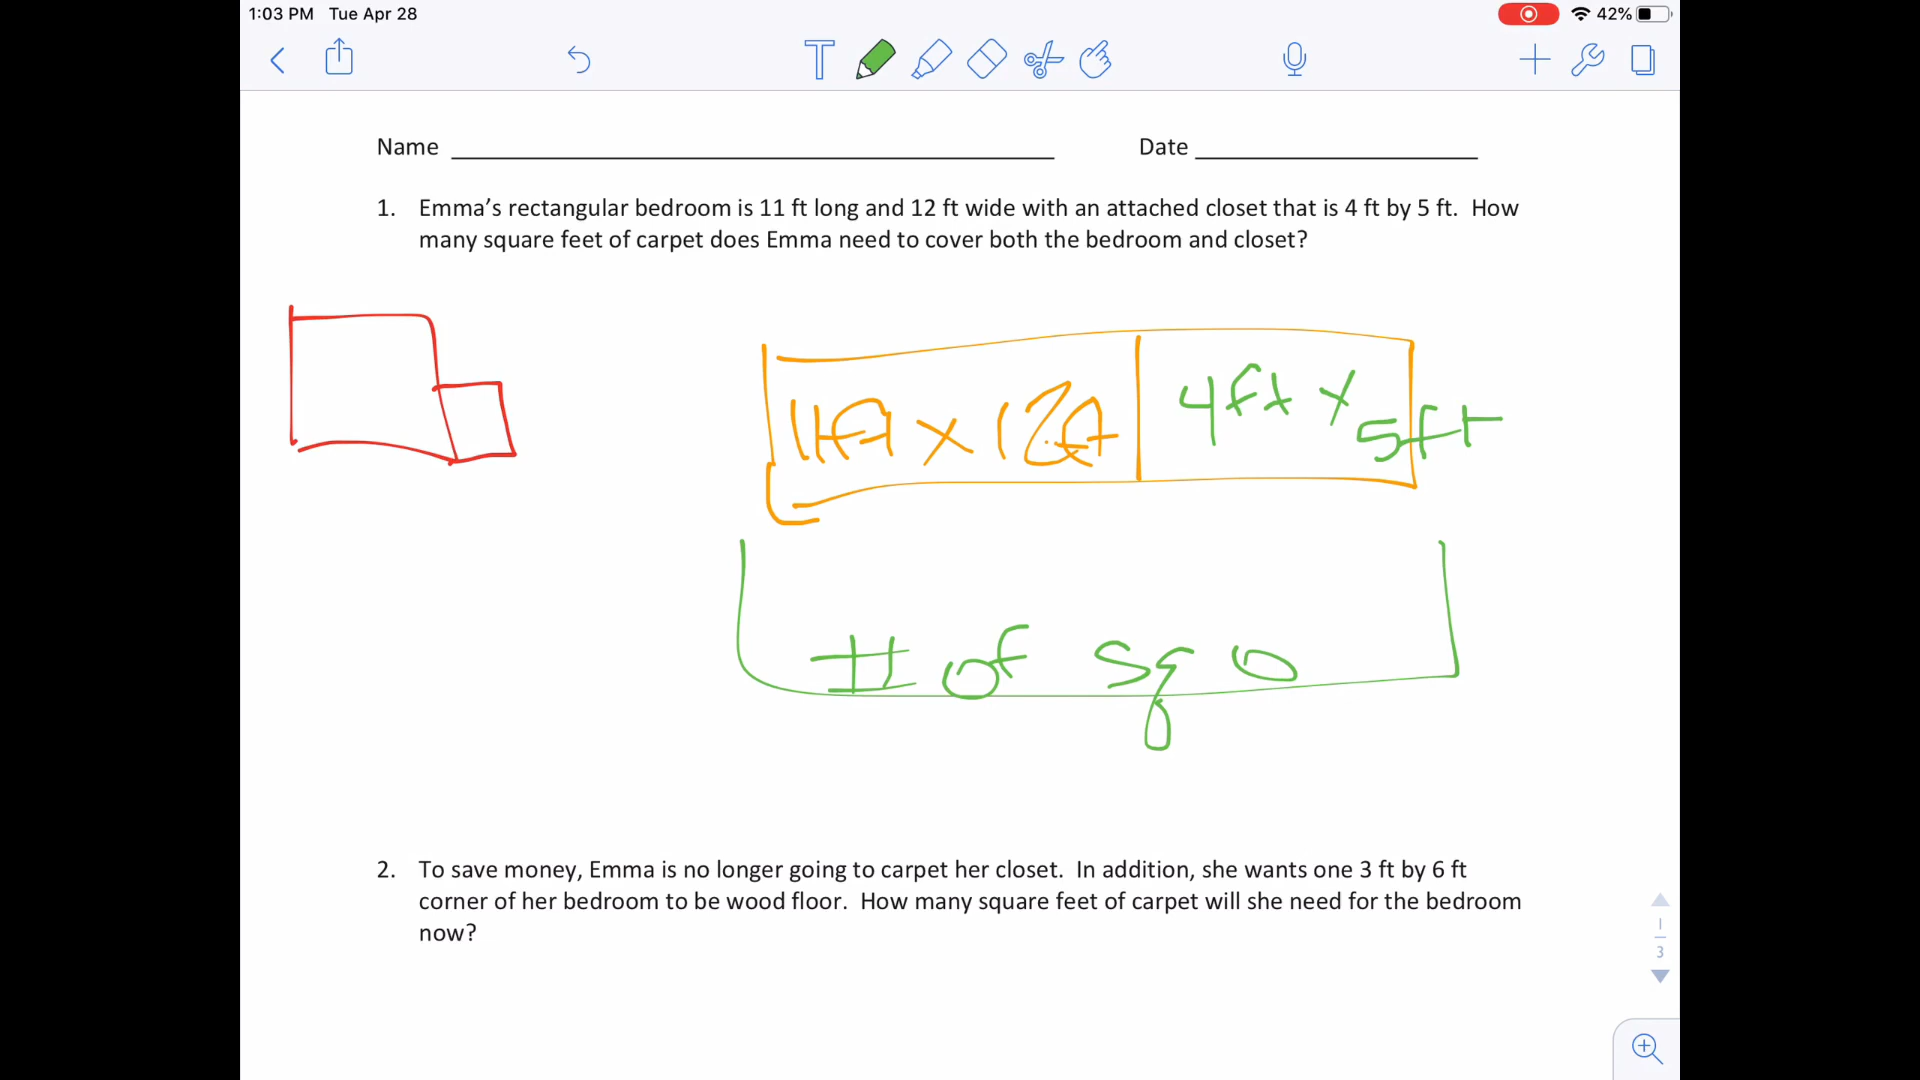 1:03 PM Tue Apr 28
42%
T
Name Date
1. Emma’s rectangular bedroom is 11 ft long and 12 ft wide with an attached closet that is 4 ft by 5 ft. How
many square feet of carpet does Emma need to cover both the bedroom and closet?
11ft x 12ft
4ft x
5ft
# of sq
2. To save money, Emma is no longer going to carpet her closet. In addition, she wants one 3 ft by 6 ft
corner of her bedroom to be wood floor. How many square feet of carpet will she need for the bedroom
now?
1
3